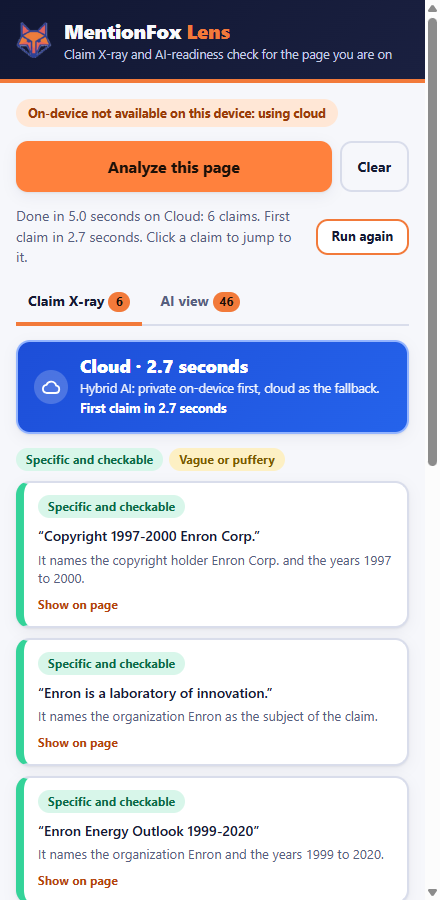 MentionFox Lens
Claim X-ray and AI-readiness check for the page you are on
On-device not available on this device: using cloud
Analyze this page
Clear
Done in 5.0 seconds on Cloud: 6 claims. First
claim in 2.7 seconds. Click a claim to jump to
it.
Run again
Claim X-ray 6
AI view 46
Cloud · 2.7 seconds
Hybrid AI: private on-device first, cloud as the fallback.
First claim in 2.7 seconds
Specific and checkable
Vague or puffery
Specific and checkable
“Copyright 1997-2000 Enron Corp.”
It names the copyright holder Enron Corp. and the years 1997
to 2000.
Show on page
Specific and checkable
“Enron is a laboratory of innovation.”
It names the organization Enron as the subject of the claim.
Show on page
Specific and checkable
“Enron Energy Outlook 1999-2020”
It names the organization Enron and the years 1999 to 2020.
Show on page